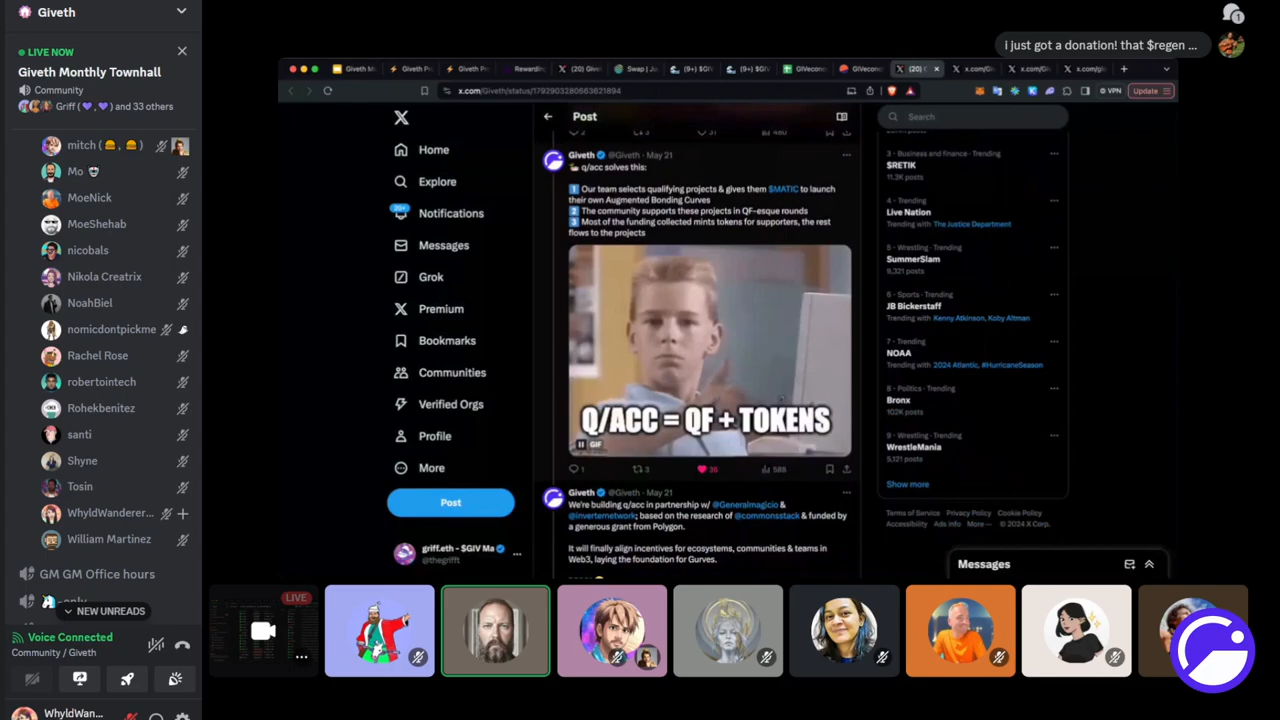 Giveth
LIVE NOW
Giveth Monthly Townhall
Community
Griff (💜,💜) and 33 others
mitch (🍔, 🍔)
Mo
MoeNick
MoeShehab
nicobals
Nikola Creatrix
NoahBiel
nomicdontpickme
Rachel Rose
robertointech
Rohekbenitez
santi
Shyne
Tosin
WhyldWanderer...
William Martinez
GM GM Office hours
NEW UNREADS
Voice Connected
Community / Giveth
WhyldWan...
1
i just got a donation! that $regen ...
x.com/Giveth/status/1792903280663621894
VPN
Update
Home
Explore
20+
Notifications
Messages
Grok
Premium
Bookmarks
Communities
Verified Orgs
Profile
More
Post
griff.eth - $GIV Ma
@thegrifft
Post
Giveth @Giveth · May 21
q/acc solves this:
1 Our team selects qualifying projects & gives them $MATIC to launch
their own Augmented Bonding Curves
2 The community supports these projects in QF-esque rounds
3 Most of the funding collected mints tokens for supporters, the rest
flows to the projects
Q/ACC = QF + TOKENS
GIF
1 3 36 588
Giveth @Giveth · May 21
We're building q/acc in partnership w/ @Generalmagicio &
@inverternetwork; based on the research of @commonsstack & funded by
a generous grant from Polygon.
It will finally align incentives for ecosystems, communities & teams in
Web3, laying the foundation for Gurves.
Search
3 · Business and finance · Trending
$RETIK
11.3K posts
4 · Trending
Live Nation
Trending with The Justice Department
5 · Wrestling · Trending
SummerSlam
9,321 posts
6 · Sports · Trending
JB Bickerstaff
Trending with Kenny Atkinson, Koby Altman
7 · Trending
NOAA
Trending with 2024 Atlantic, #HurricaneSeason
8 · Politics · Trending
Bronx
102K posts
9 · Wrestling · Trending
WrestleMania
5,121 posts
Show more
Terms of Service Privacy Policy Cookie Policy
Accessibility Ads info More ··· © 2024 X Corp.
Messages
LIVE